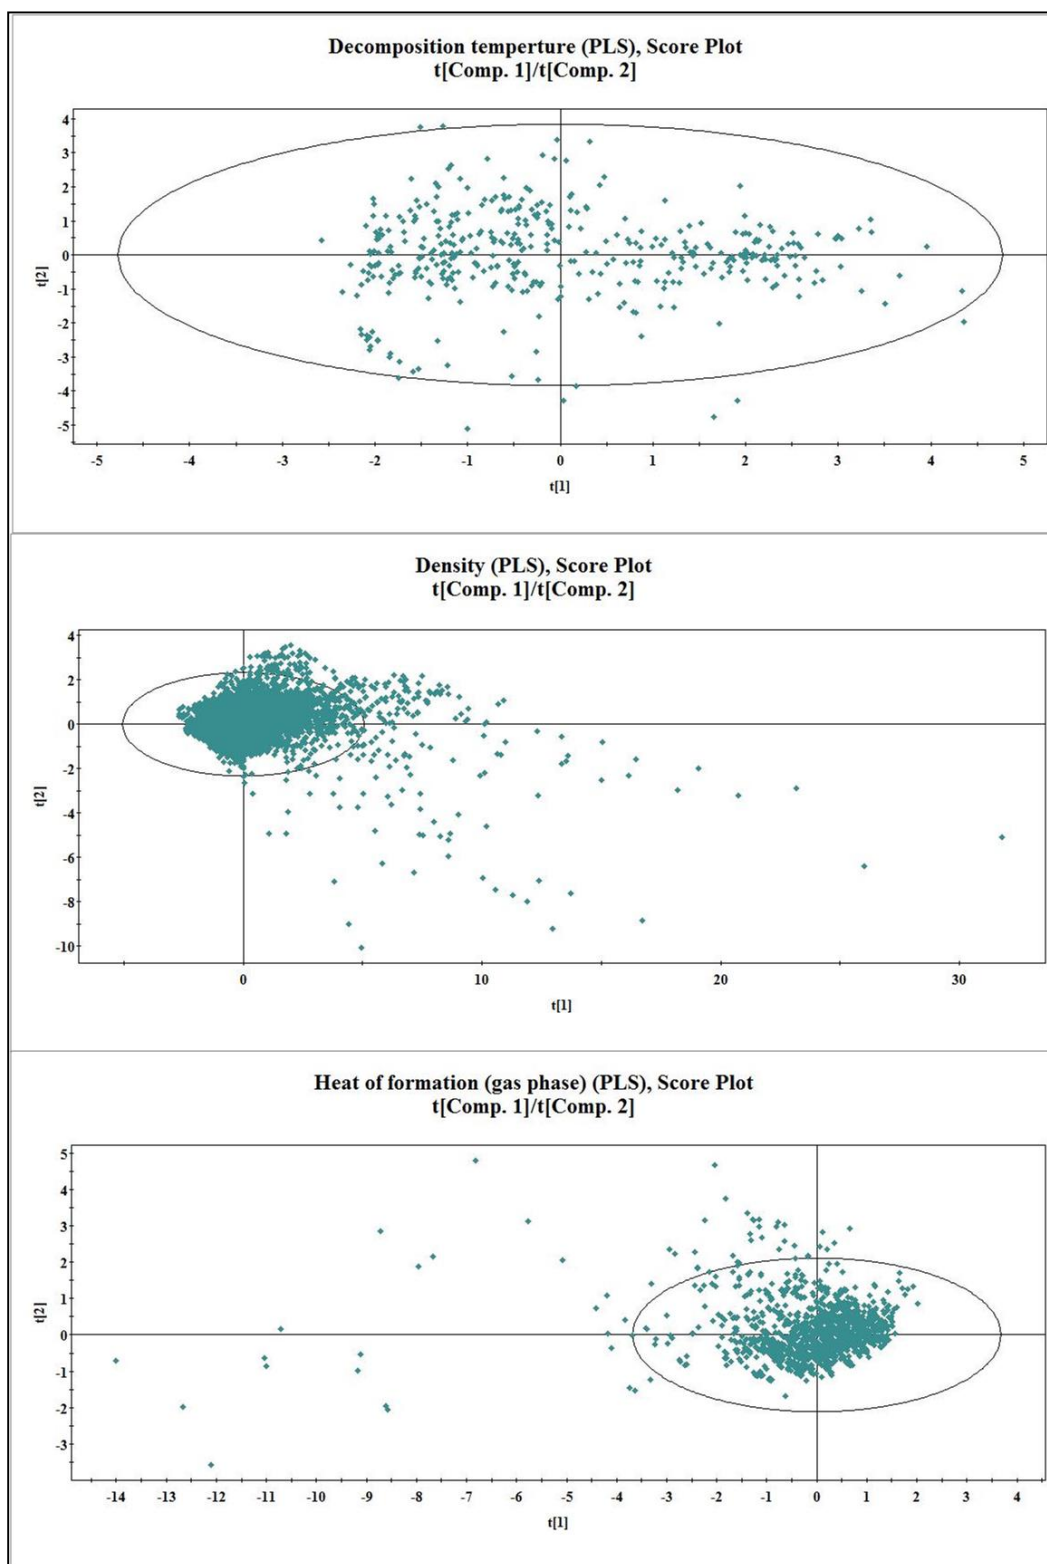 Decomposition temperture (PLS), Score Plot
t[Comp. 1]/t[Comp. 2]
4
3
2
1
0
-1
-2
-3
-4
-5
t[2]
-5 -4 -3 -2 -1 0 1 2 3 4 5
t[1]
Density (PLS), Score Plot
t[Comp. 1]/t[Comp. 2]
4
2
0
-2
-4
-6
-8
-10
t[2]
0 10 20 30
t[1]
Heat of formation (gas phase) (PLS), Score Plot
t[Comp. 1]/t[Comp. 2]
5
4
3
2
1
0
-1
-2
-3
t[2]
-14 -13 -12 -11 -10 -9 -8 -7 -6 -5 -4 -3 -2 -1 0 1 2 3 4
t[1]